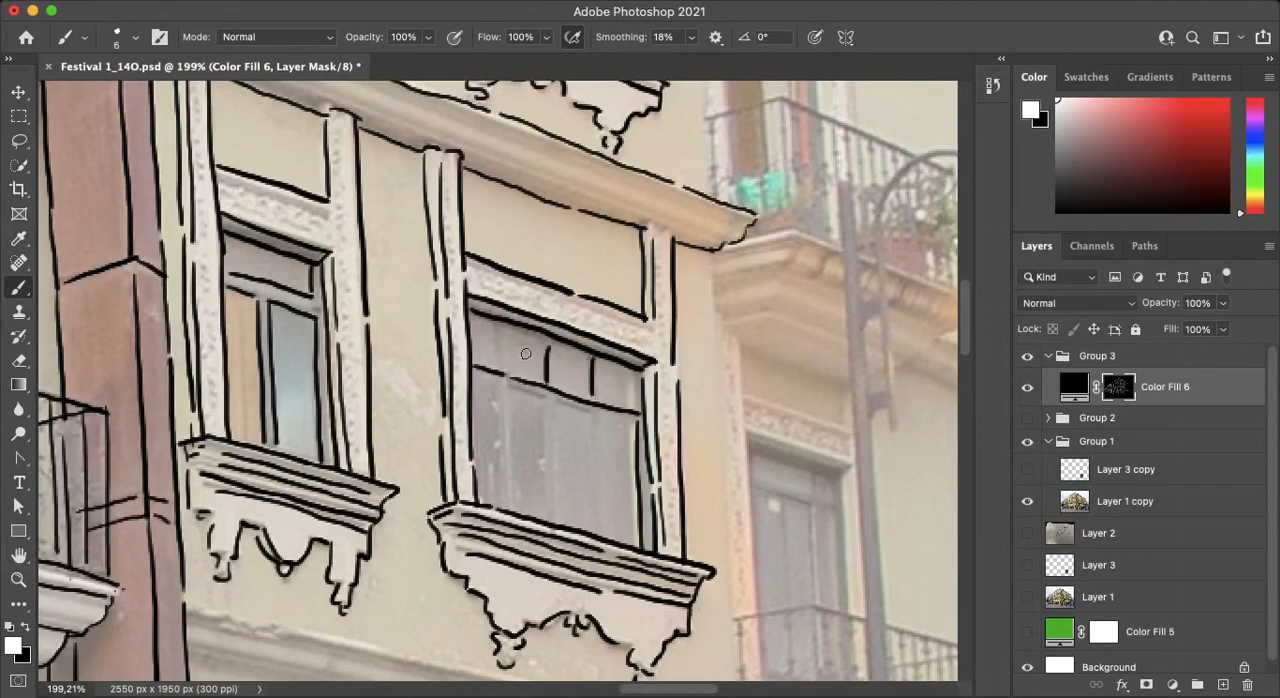 Adobe Photoshop 2021
6
Mode: Normal
Opacity: 100%
Flow: 100%
Smoothing: 18%
0°
Festival 1_14O.psd @ 199% (Color Fill 6, Layer Mask/8) *
Color
Swatches
Gradients
Patterns
Layers
Channels
Paths
Kind
Normal
Opacity: 100%
Lock:
Fill: 100%
Group 3
Color Fill 6
Group 2
Group 1
Layer 3 copy
Layer 1 copy
Layer 2
Layer 3
Layer 1
Color Fill 5
Background
fx
199,21%
2550 px x 1950 px (300 ppi)